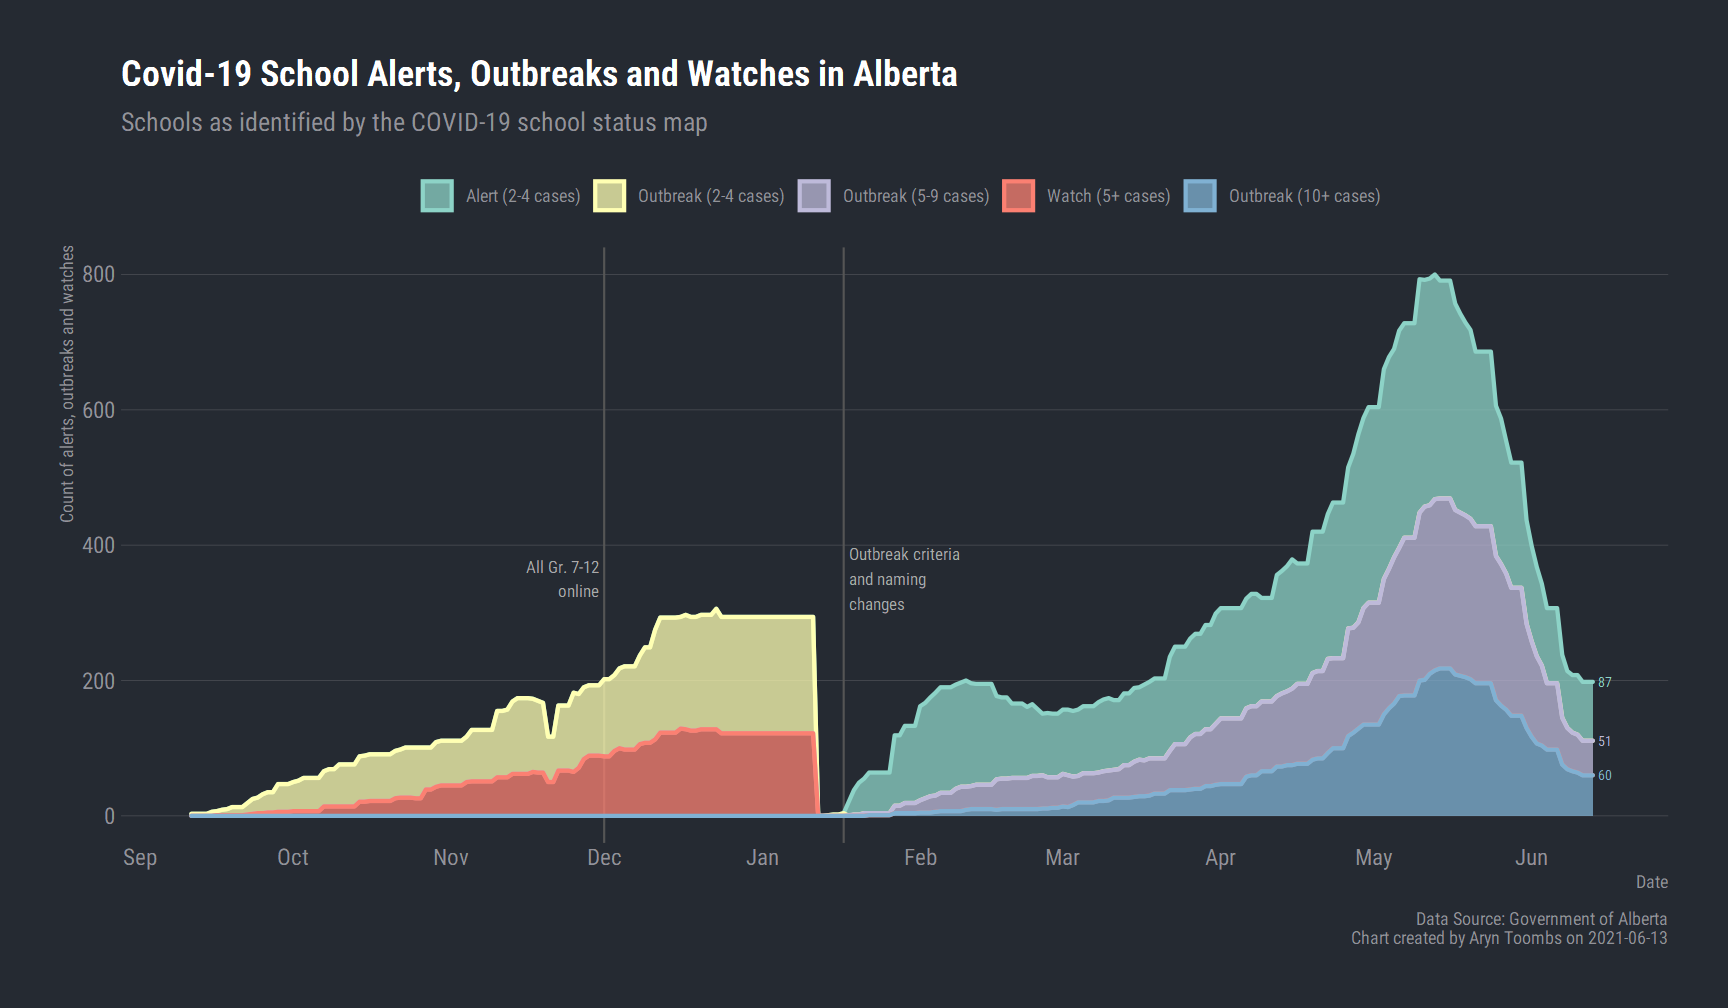 Covid-19 School Alerts, Outbreaks and Watches in Alberta
Schools as identified by the COVID-19 school status map
Alert (2-4 cases)
Outbreak (2-4 cases)
Outbreak (5-9 cases)
Watch (5+ cases)
Outbreak (10+ cases)
Count of alerts, outbreaks and watches
800
600
400
200
0
All Gr. 7-12
online
Outbreak criteria
and naming
changes
87
51
60
Sep
Oct
Nov
Dec
Jan
Feb
Mar
Apr
May
Jun
Date
Data Source: Government of Alberta
Chart created by Aryn Toombs on 2021-06-13